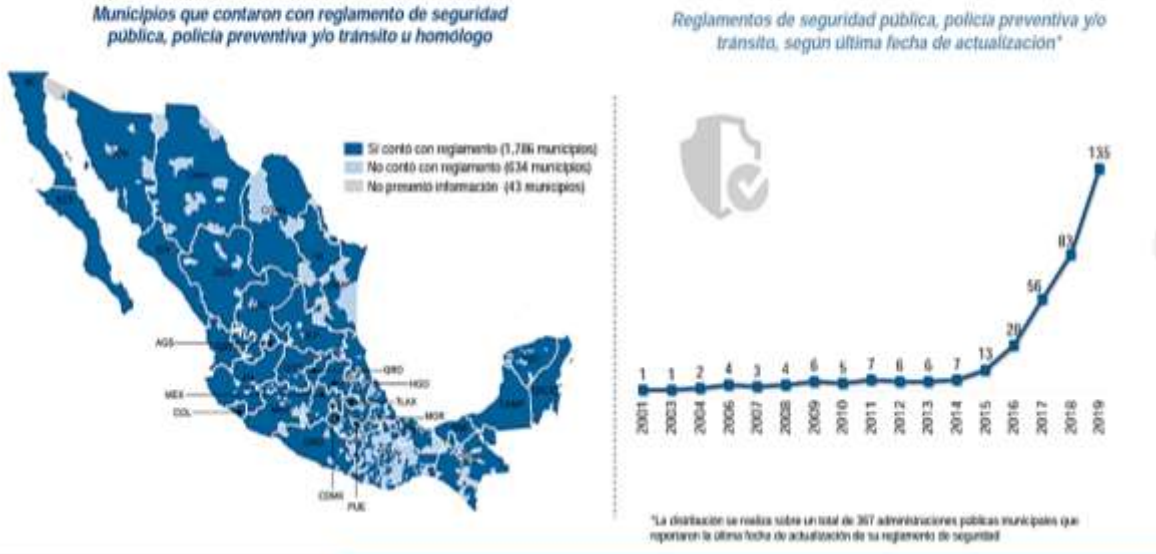 Municipios que contaron con reglamento de seguridad
pública, policía preventiva y/o tránsito u homólogo
Sí contó con reglamento (1,786 municipios)
No contó con reglamento (634 municipios)
No presentó información (43 municipios)
AGS
MEX
COL
QRO
HGO
TLAX
MOR
CDMX
PUE
Reglamentos de seguridad pública, policía preventiva y/o
tránsito, según última fecha de actualización*
1 1 2 4 3 4 6 5 7 6 6 7 13 20 56 83 135
2001 2003 2004 2006 2007 2008 2009 2010 2011 2012 2013 2014 2015 2016 2017 2018 2019
*La distribución se realiza sobre un total de 367 administraciones públicas municipales que
reportaron la última fecha de actualización de su reglamento de seguridad